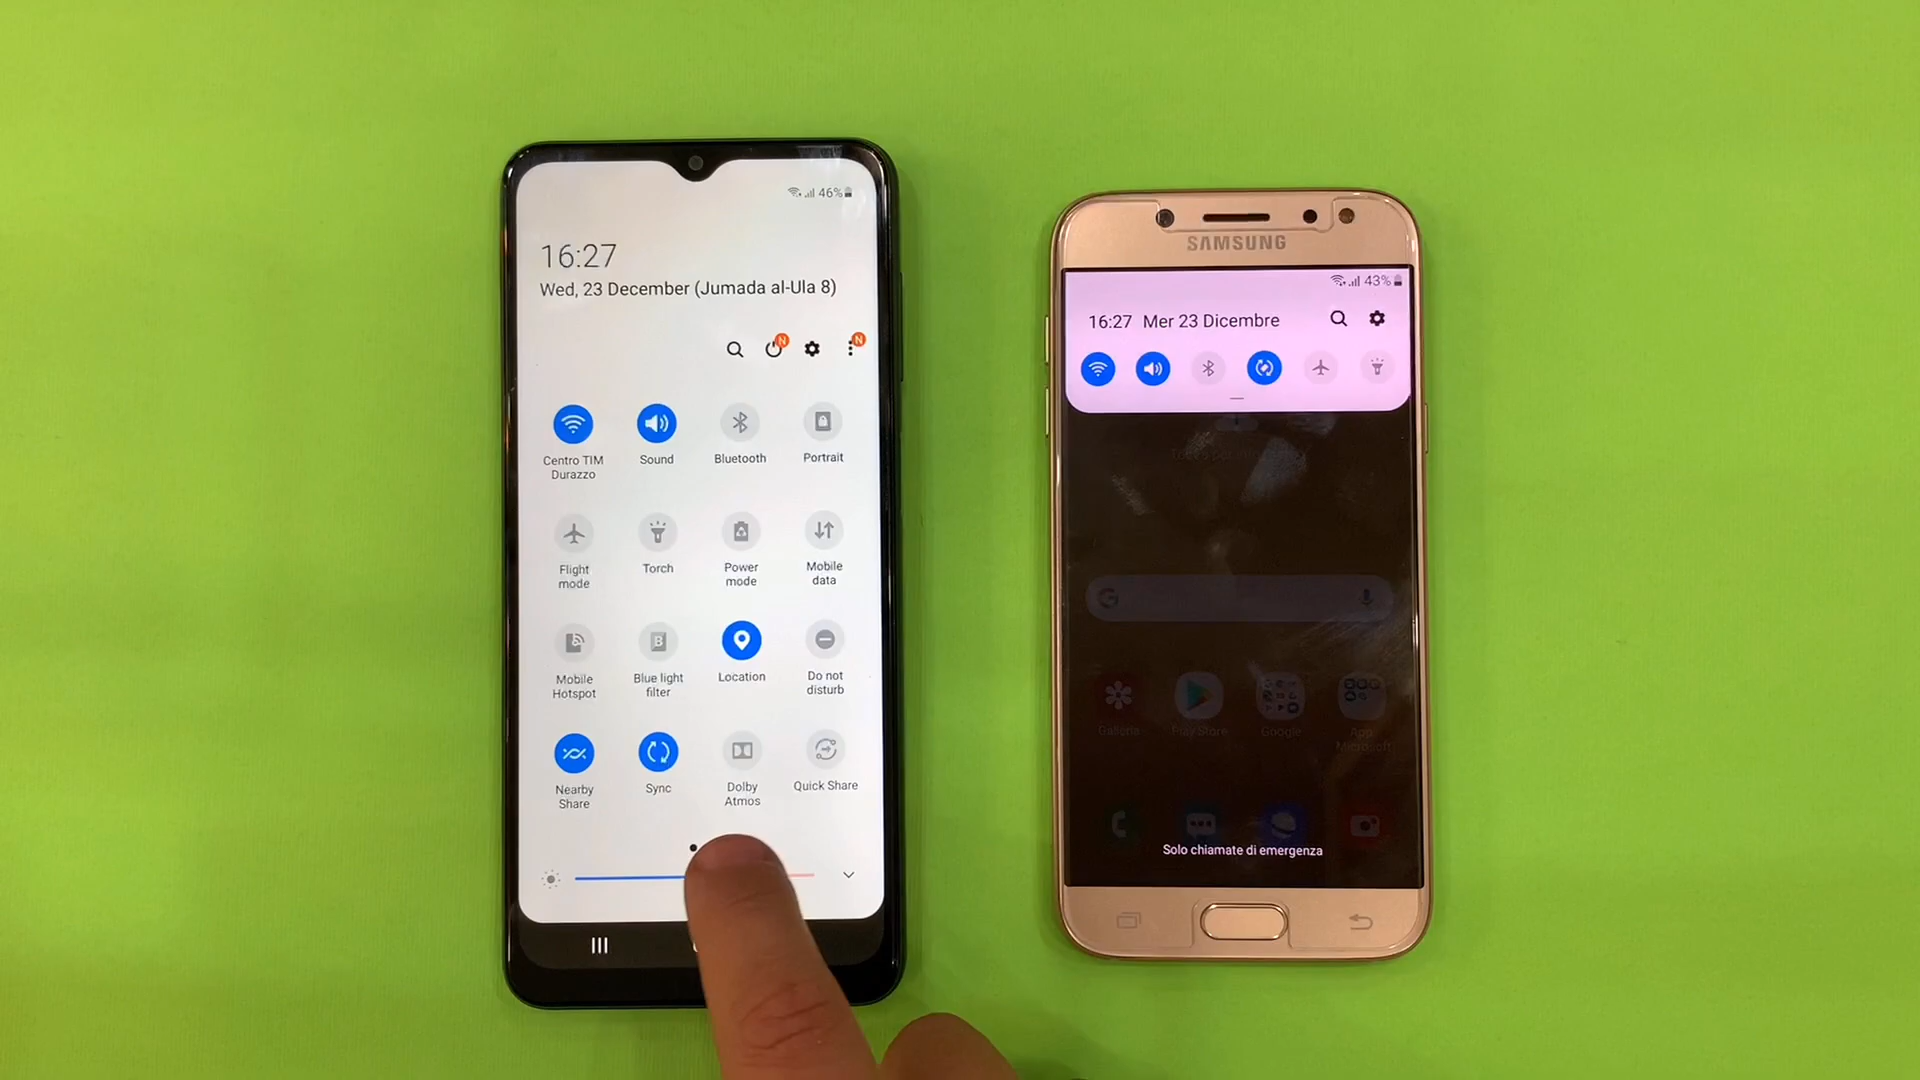 46%
16:27
Wed, 23 December (Jumada al-Ula 8)
N
N
Centro TIM
Durazzo
Sound
Bluetooth
Portrait
Flight
mode
Torch
Power
mode
Mobile
data
Mobile
Hotspot
Blue light
filter
Location
Do not
disturb
Nearby
Share
Sync
Dolby
Atmos
Quick Share
SAMSUNG
43%
16:27 Mer 23 Dicembre
Galleria
Play Store
Google
App
Microsoft
Solo chiamate di emergenza